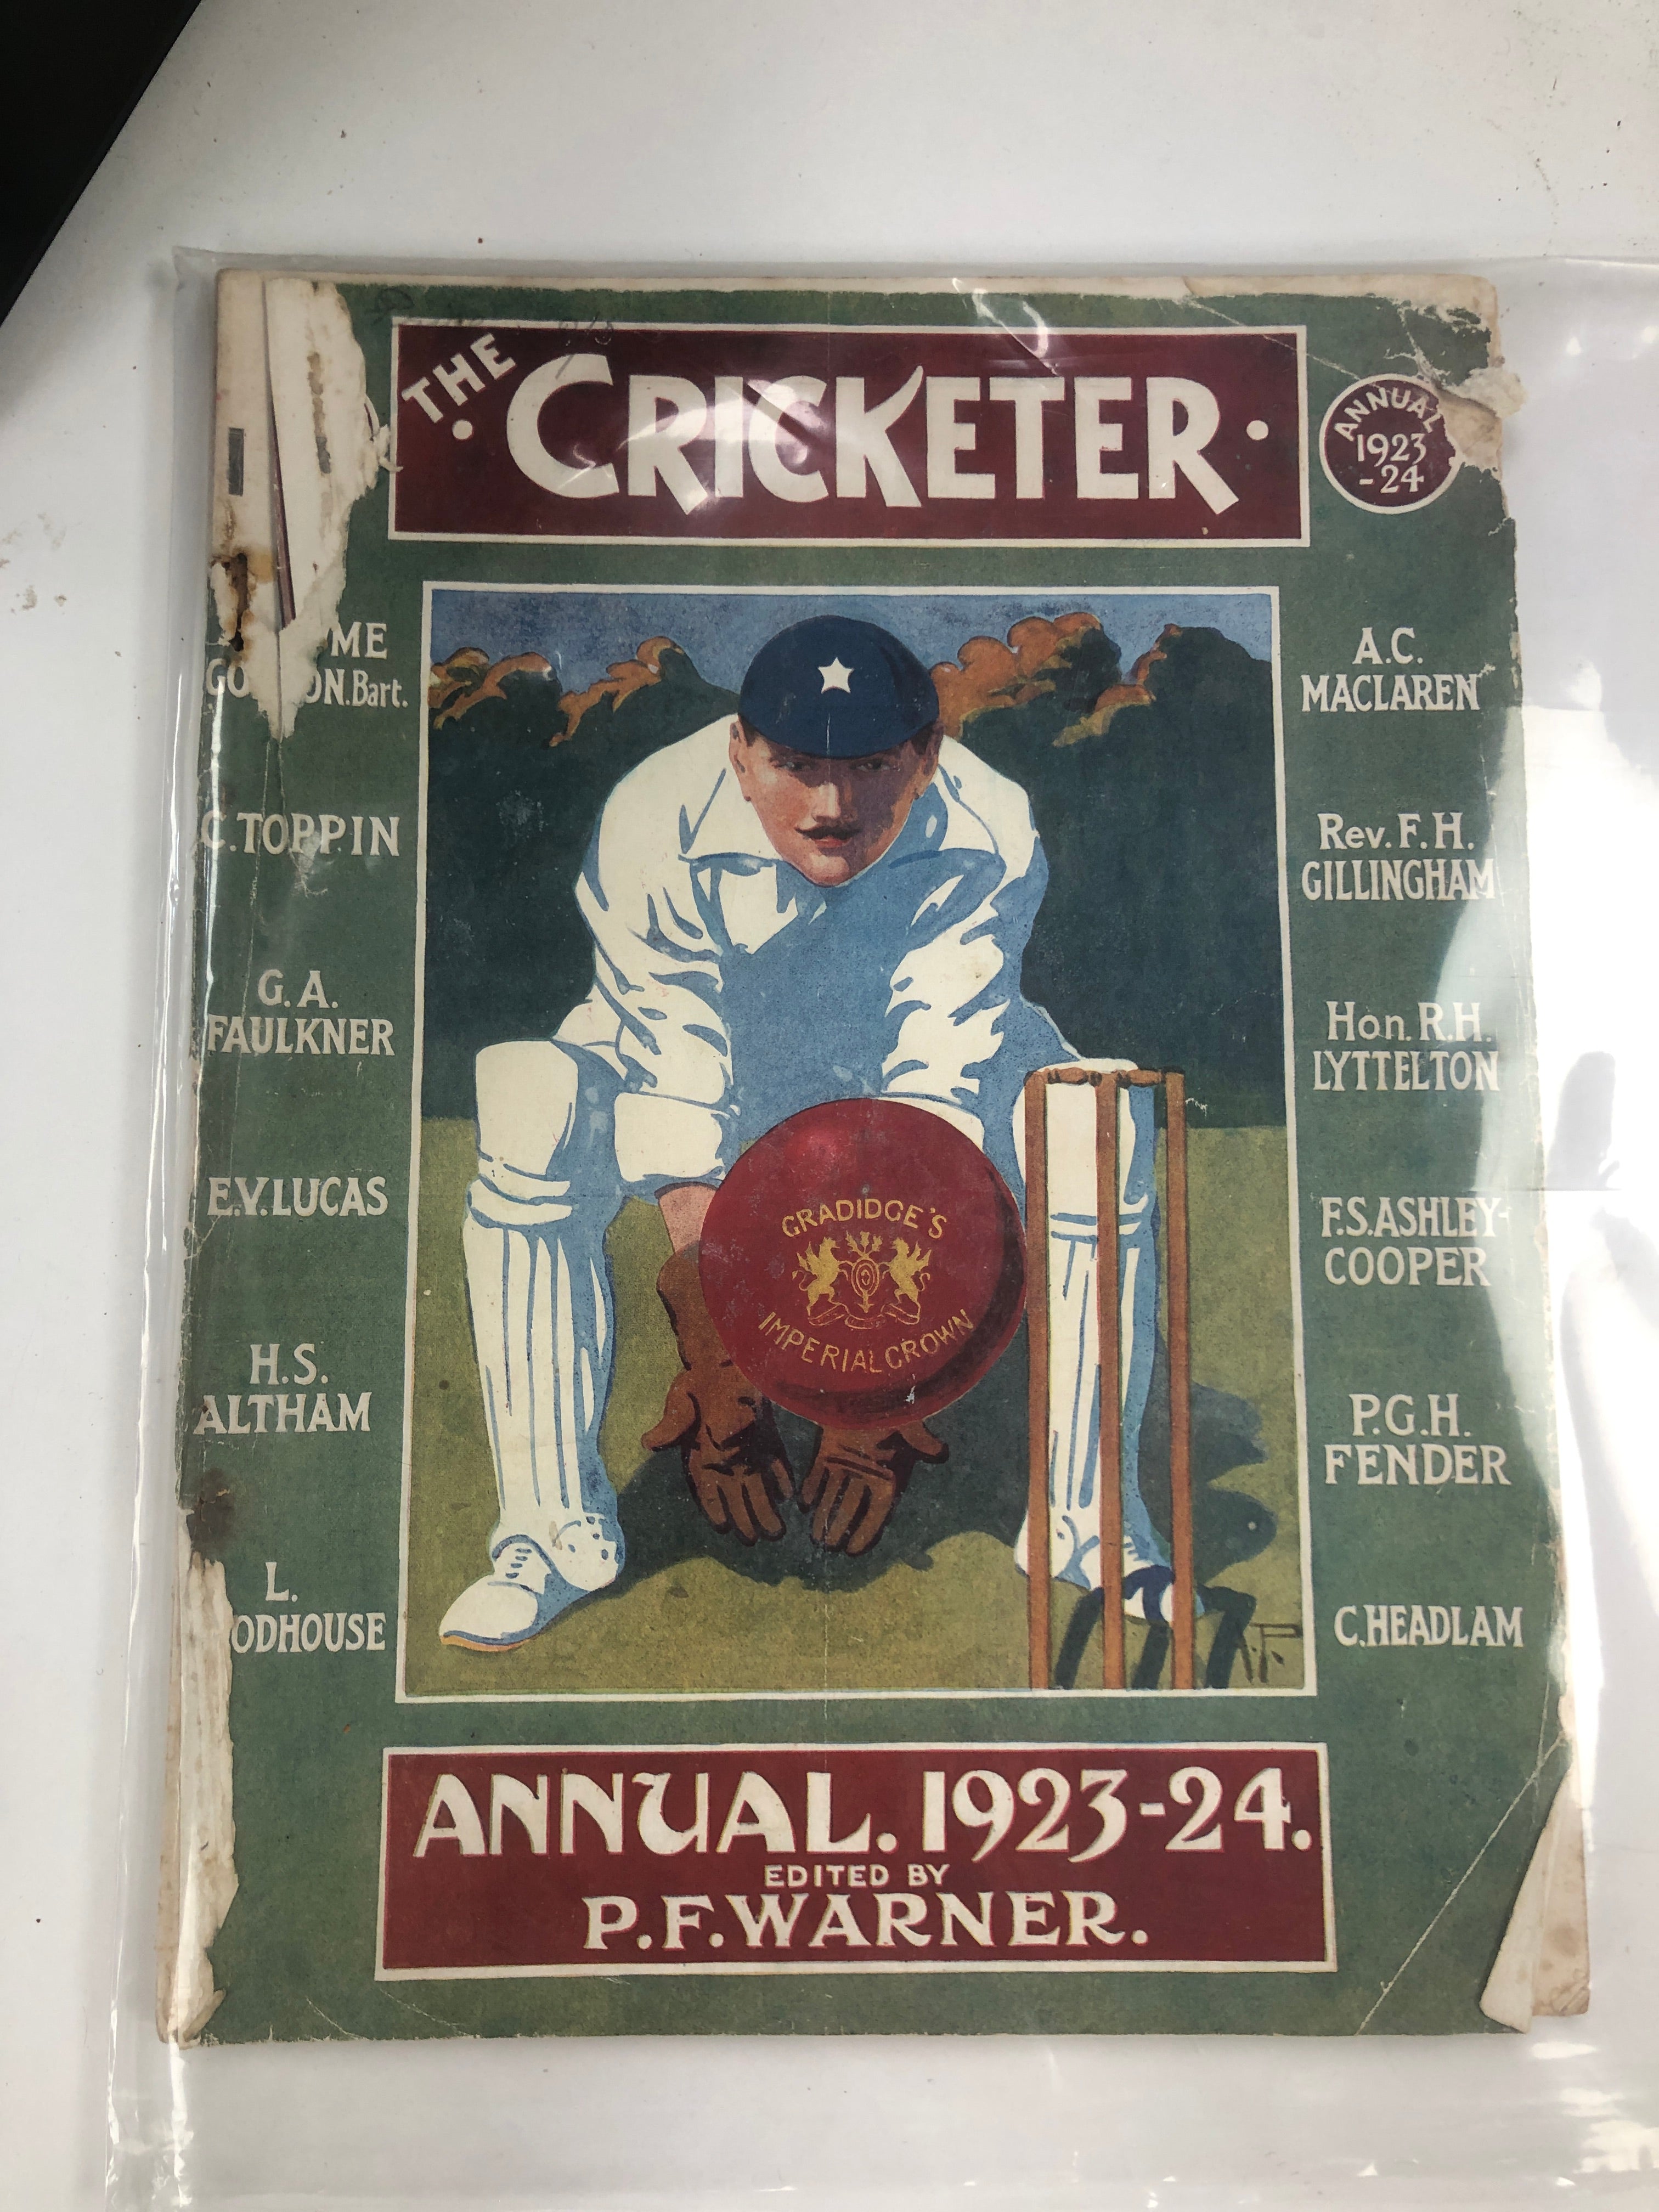 THE
• CRICKETER •
ANNUAL
1923
-24
ME
GO ON. Bart.
C. TOPPIN
G. A.
FAULKNER
E.V. LUCAS
H.S.
ALTHAM
L.
ODHOUSE
A.C.
MACLAREN
Rev. F. H.
GILLINGHAM
Hon. R.H.
LYTTELTON
F.S. ASHLEY-
COOPER
P.G.H.
FENDER
C. HEADLAM
GRADIDGE'S
IMPERIAL CROWN
ANNUAL. 1923-24.
EDITED BY
P.F. WARNER.